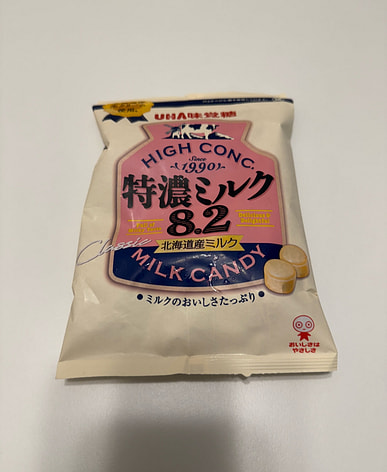 使用。
UHA味覚糖
HIGH CONC.
Since
1990
特濃ミルク
8.2
Classic
北海道産ミルク
MILK CANDY
●ミルクのおいしさたっぷり●
おいしさは
やさしさ